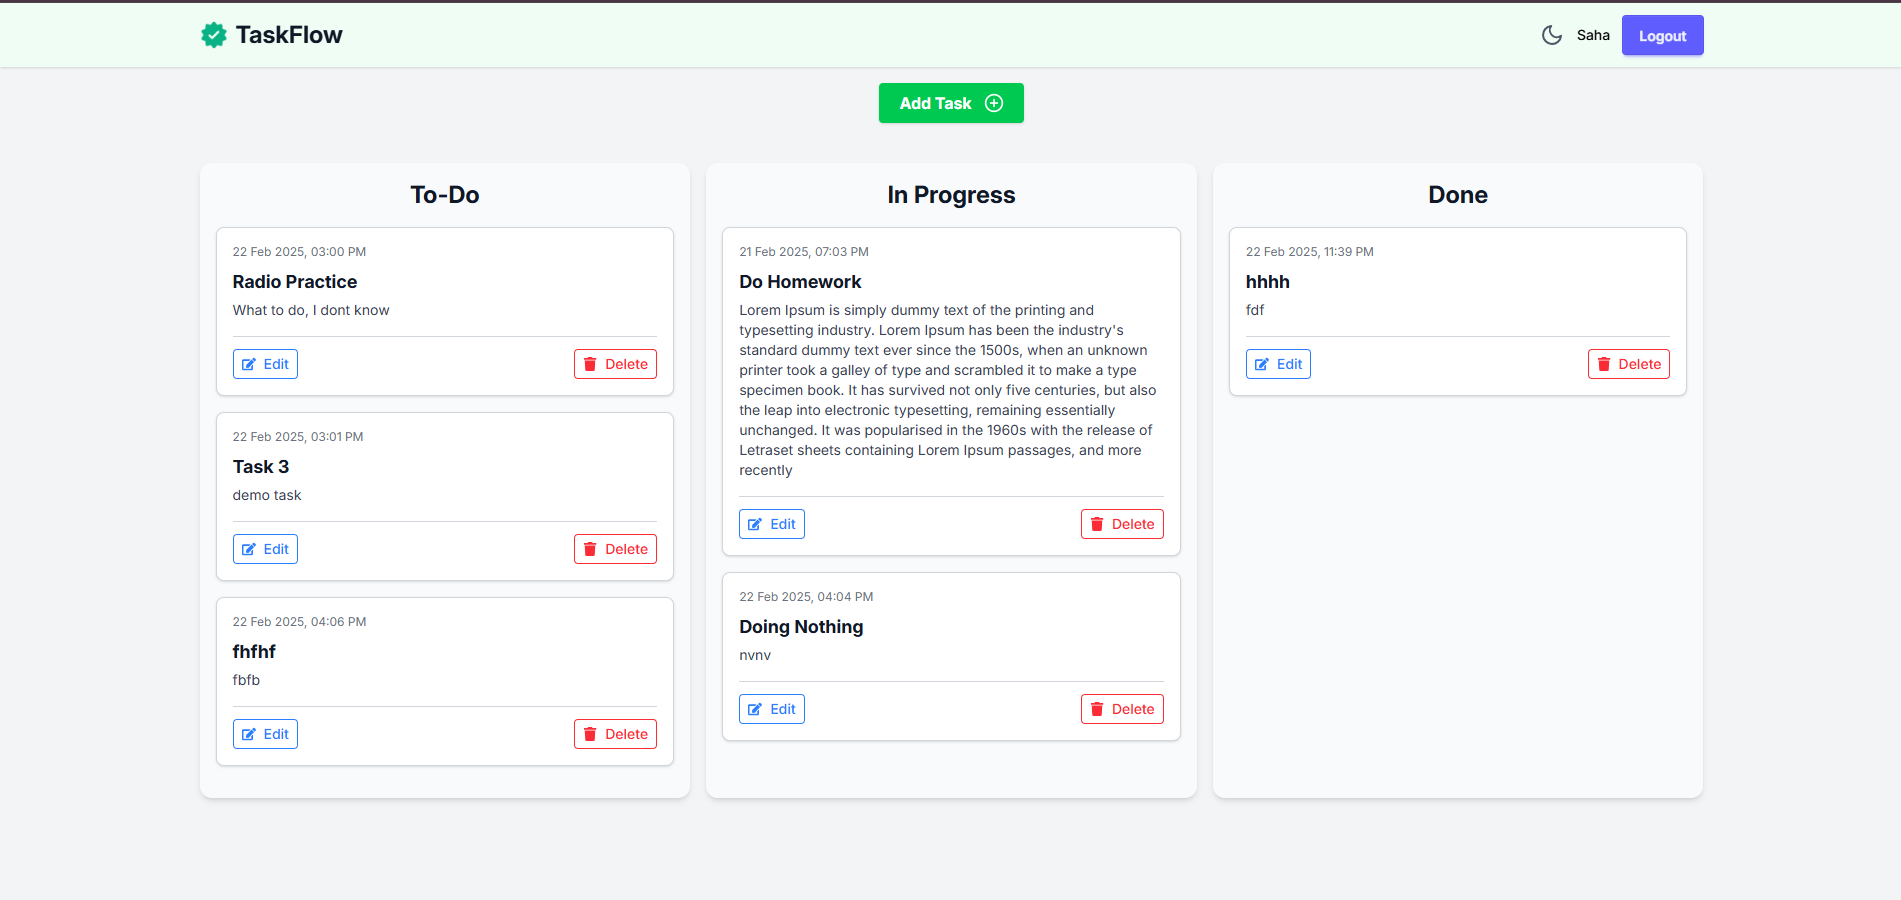 TaskFlow
Saha
Logout
Add Task
To-Do
22 Feb 2025, 03:00 PM
Radio Practice
What to do, I dont know
Edit
Delete
22 Feb 2025, 03:01 PM
Task 3
demo task
Edit
Delete
22 Feb 2025, 04:06 PM
fhfhf
fbfb
Edit
Delete
In Progress
21 Feb 2025, 07:03 PM
Do Homework
Lorem Ipsum is simply dummy text of the printing and
typesetting industry. Lorem Ipsum has been the industry's
standard dummy text ever since the 1500s, when an unknown
printer took a galley of type and scrambled it to make a type
specimen book. It has survived not only five centuries, but also
the leap into electronic typesetting, remaining essentially
unchanged. It was popularised in the 1960s with the release of
Letraset sheets containing Lorem Ipsum passages, and more
recently
Edit
Delete
22 Feb 2025, 04:04 PM
Doing Nothing
nvnv
Edit
Delete
Done
22 Feb 2025, 11:39 PM
hhhh
fdf
Edit
Delete